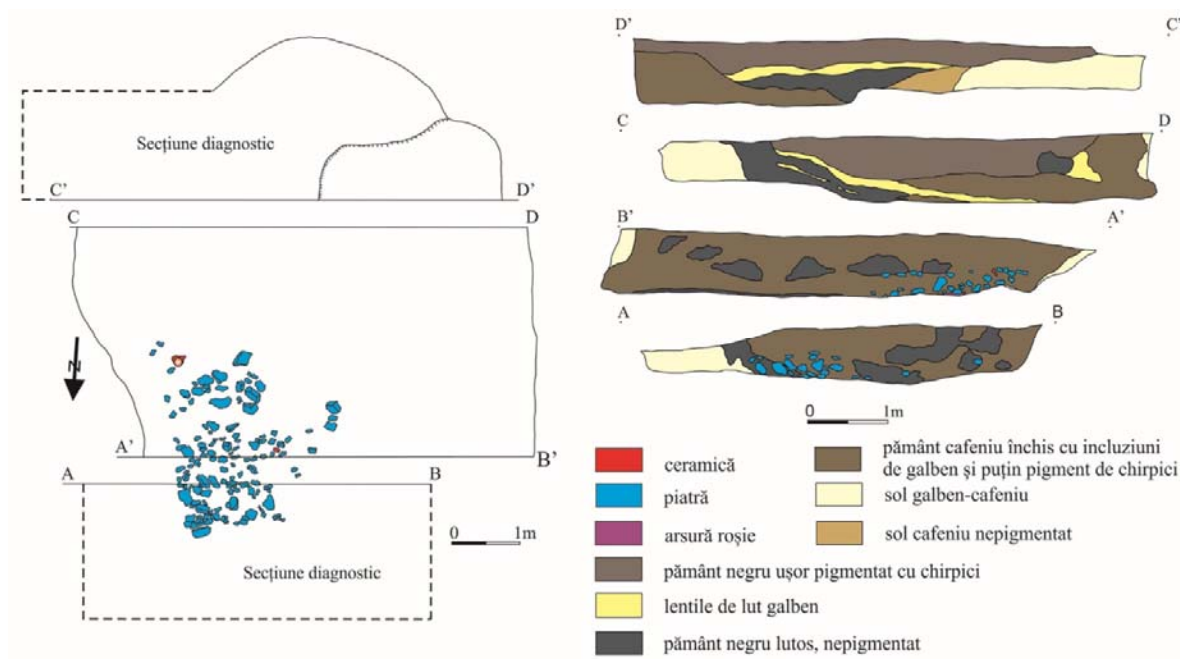 Secțiune diagnostic
C'
D'
C
D
N
A'
B'
A
B
0 1m
Secțiune diagnostic
D'
C'
C
D
B'
A'
A
B
0 1m
ceramică
piatră
arsură roșie
pământ negru ușor pigmentat cu chirpici
lentile de lut galben
pământ negru lutos, nepigmentat
pământ cafeniu închis cu incluziuni
de galben și puțin pigment de chirpici
sol galben-cafeniu
sol cafeniu nepigmentat